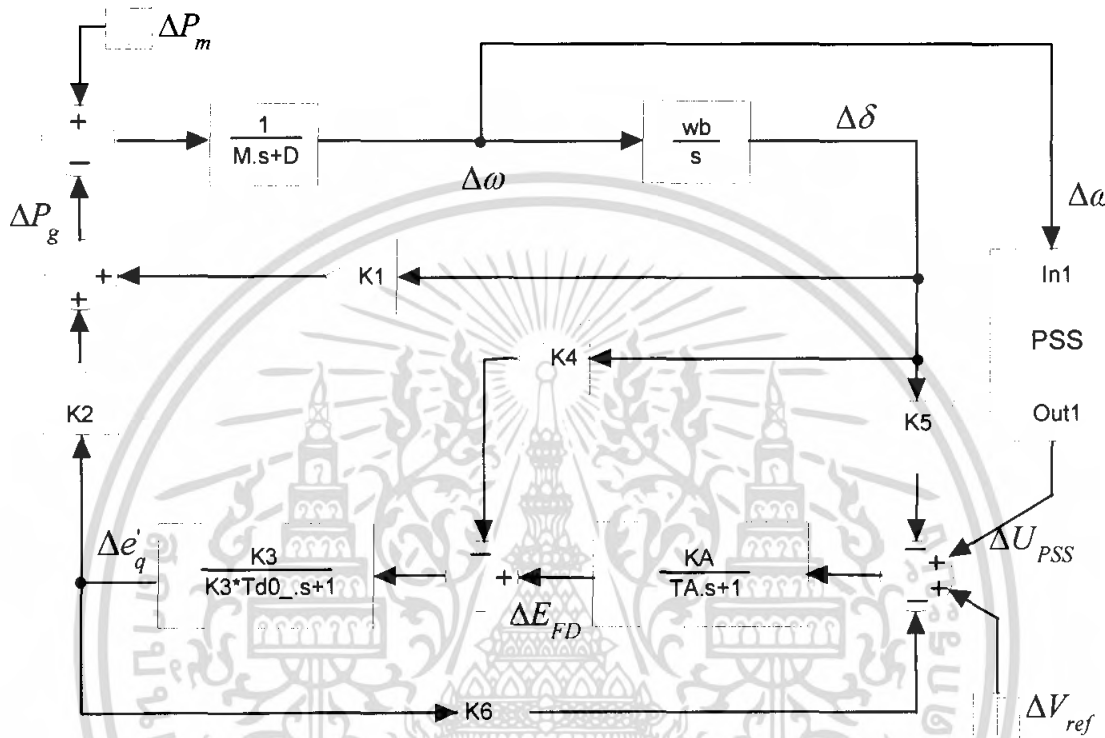 ΔP_m
+
−
1
M.s+D
Δω
wb
s
Δδ
Δω
ΔP_g
+
+
K1
In1
PSS
Out1
K4
K2
K5
Δe'_q
K3
K3*Td0_.s+1
−
+
ΔE_FD
KA
TA.s+1
−
+
+
−
ΔU_PSS
K6
ΔV_ref